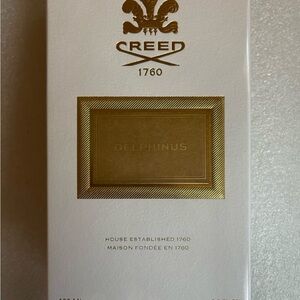 CREED
1760
DELPHINUS
HOUSE ESTABLISHED 1760
MAISON FONDÉE EN 1760